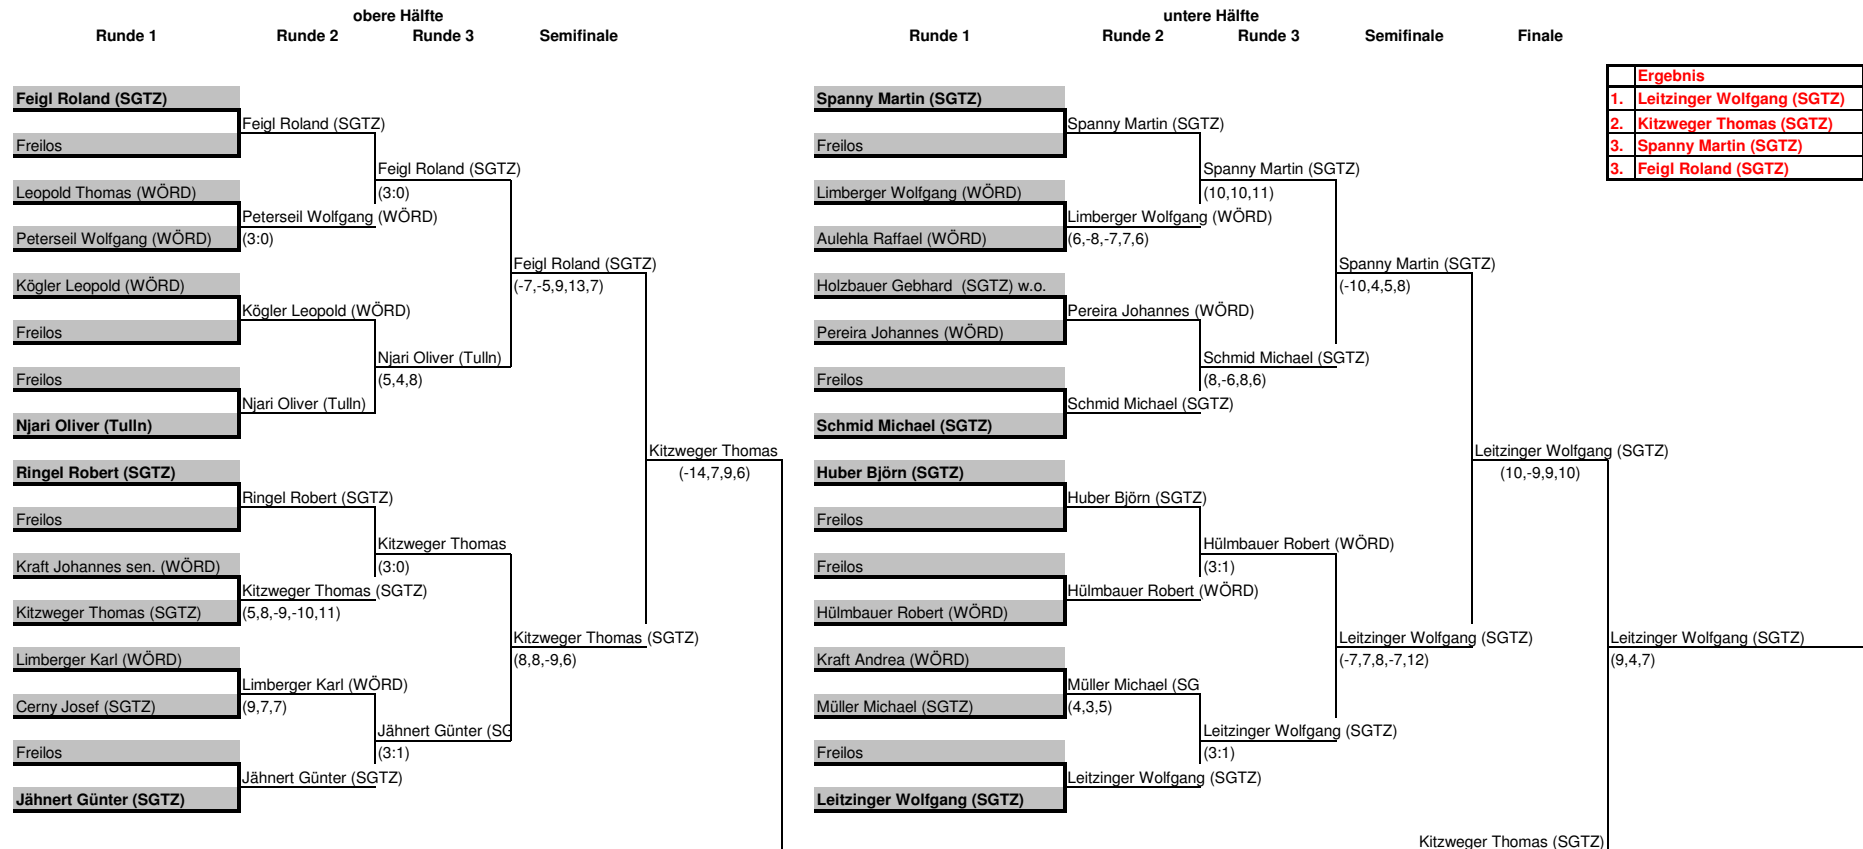 obere Hälfte
untere Hälfte
Runde 1 Runde 2 Runde 3 Semifinale
Runde 1 Runde 2 Runde 3 Semifinale Finale
Ergebnis
1. Leitzinger Wolfgang (SGTZ)
2. Kitzweger Thomas (SGTZ)
3. Spanny Martin (SGTZ)
3. Feigl Roland (SGTZ)
Feigl Roland (SGTZ)
Feigl Roland (SGTZ)
Freilos
Feigl Roland (SGTZ)
(3:0)
Leopold Thomas (WÖRD)
Peterseil Wolfgang (WÖRD)
(3:0)
Peterseil Wolfgang (WÖRD)
Feigl Roland (SGTZ)
(-7,-5,9,13,7)
Kögler Leopold (WÖRD)
Kögler Leopold (WÖRD)
Freilos
Njari Oliver (Tulln)
(5,4,8)
Freilos
Njari Oliver (Tulln)
Njari Oliver (Tulln)
Kitzweger Thomas
(-14,7,9,6)
Ringel Robert (SGTZ)
Ringel Robert (SGTZ)
Freilos
Kitzweger Thomas
(3:0)
Kraft Johannes sen. (WÖRD)
Kitzweger Thomas (SGTZ)
(5,8,-9,-10,11)
Kitzweger Thomas (SGTZ)
Kitzweger Thomas (SGTZ)
(8,8,-9,6)
Limberger Karl (WÖRD)
Limberger Karl (WÖRD)
(9,7,7)
Cerny Josef (SGTZ)
Jähnert Günter (SG
(3:1)
Freilos
Jähnert Günter (SGTZ)
Jähnert Günter (SGTZ)
Spanny Martin (SGTZ)
Spanny Martin (SGTZ)
Freilos
Spanny Martin (SGTZ)
(10,10,11)
Limberger Wolfgang (WÖRD)
Limberger Wolfgang (WÖRD)
(6,-8,-7,7,6)
Aulehla Raffael (WÖRD)
Spanny Martin (SGTZ)
(-10,4,5,8)
Holzbauer Gebhard (SGTZ) w.o.
Pereira Johannes (WÖRD)
Pereira Johannes (WÖRD)
Schmid Michael (SGTZ)
(8,-6,8,6)
Freilos
Schmid Michael (SGTZ)
Schmid Michael (SGTZ)
Leitzinger Wolfgang (SGTZ)
(10,-9,9,10)
Huber Björn (SGTZ)
Huber Björn (SGTZ)
Freilos
Hülmbauer Robert (WÖRD)
(3:1)
Freilos
Hülmbauer Robert (WÖRD)
Hülmbauer Robert (WÖRD)
Leitzinger Wolfgang (SGTZ)
(-7,7,8,-7,12)
Leitzinger Wolfgang (SGTZ)
(9,4,7)
Kraft Andrea (WÖRD)
Müller Michael (SG
(4,3,5)
Müller Michael (SGTZ)
Leitzinger Wolfgang (SGTZ)
(3:1)
Freilos
Leitzinger Wolfgang (SGTZ)
Leitzinger Wolfgang (SGTZ)
Kitzweger Thomas (SGTZ)